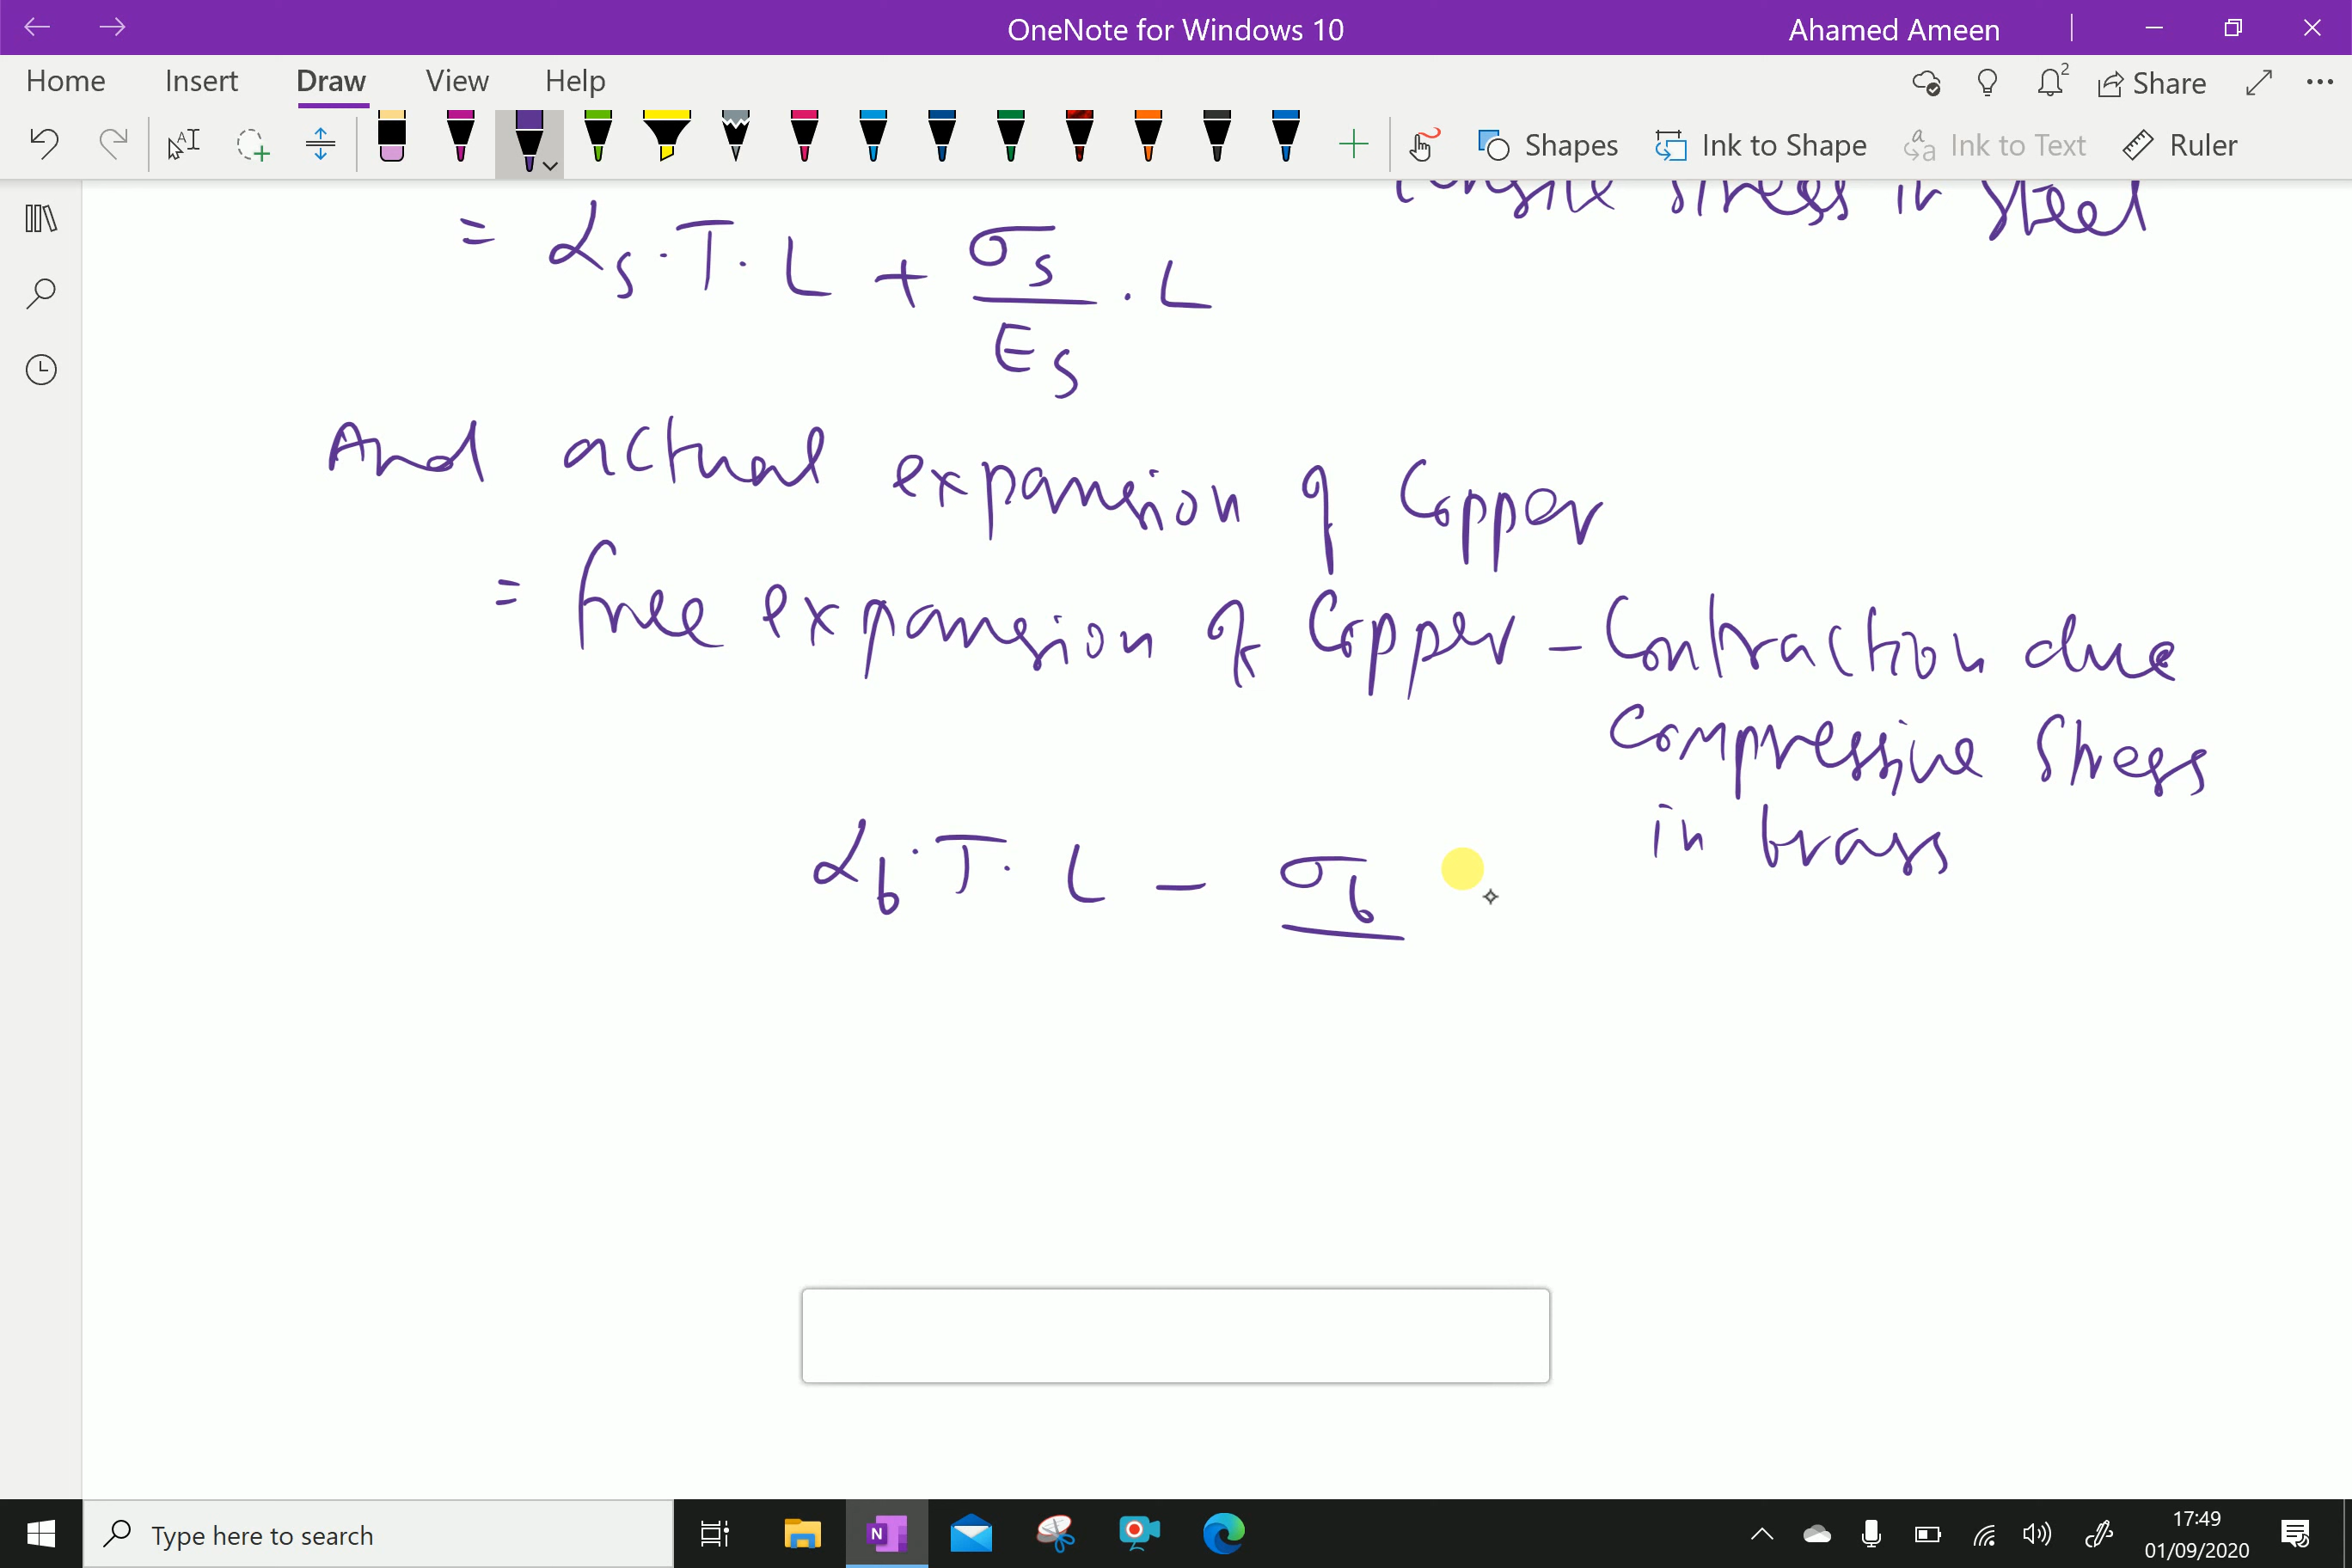 OneNote for Windows 10
Ahamed Ameen
Home Insert Draw View Help
2 Share
Shapes Ink to Shape Ink to Text Ruler
tensile stress in steel
= αs · T · L + σs/Es · L
And actual expansion of Copper
= free expansion of Copper – Contraction due
Compressive Stress
in brass
αb · T · L – σb
Type here to search
17:49
01/09/2020